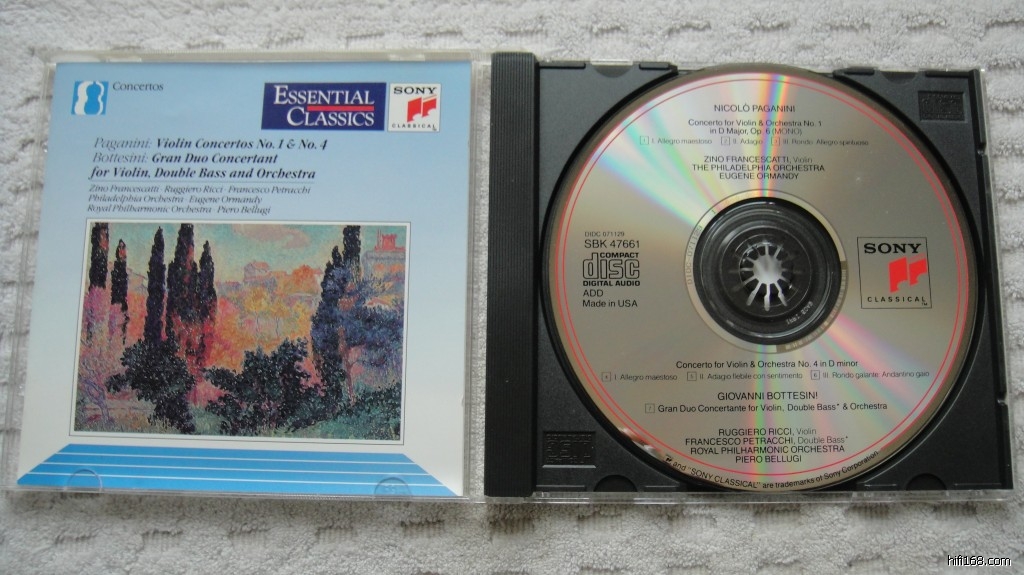 Concertos
ESSENTIAL
CLASSICS
SONY
CLASSICAL
Paganini: Violin Concertos No. 1 & No. 4
Bottesini: Gran Duo Concertant
for Violin, Double Bass and Orchestra
Zino Francescatti · Ruggiero Ricci · Francesco Petracchi
Philadelphia Orchestra · Eugene Ormandy
Royal Philharmonic Orchestra · Piero Bellugi
NICOLÒ PAGANINI
Concerto for Violin & Orchestra No. 1
in D Major, Op. 6 (MONO)
1 I. Allegro maestoso 2 II. Adagio 3 III. Rondo: Allegro spirituoso
ZINO FRANCESCATTI, Violin
THE PHILADELPHIA ORCHESTRA
EUGENE ORMANDY
DIDC 071129
SBK 47661
COMPACT
disc
DIGITAL AUDIO
ADD
Made in USA
SONY
CLASSICAL
Concerto for Violin & Orchestra No. 4 in D minor
4 I. Allegro maestoso 5 II. Adagio flebile con sentimento 6 III. Rondo galante: Andantino gaio
GIOVANNI BOTTESINI
7 Gran Duo Concertante for Violin, Double Bass* & Orchestra
RUGGIERO RICCI, Violin
FRANCESCO PETRACCHI, Double Bass*
ROYAL PHILHARMONIC ORCHESTRA
PIERO BELLUGI
and "SONY CLASSICAL" are trademarks of Sony Corporation.
hifi168.com